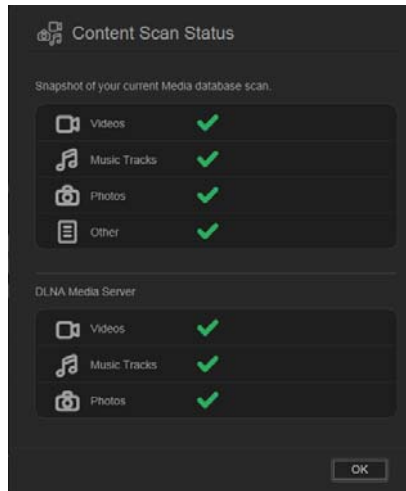 Content Scan Status
Snapshot of your current Media database scan.
Videos
Music Tracks
Photos
Other
DLNA Media Server
Videos
Music Tracks
Photos
OK